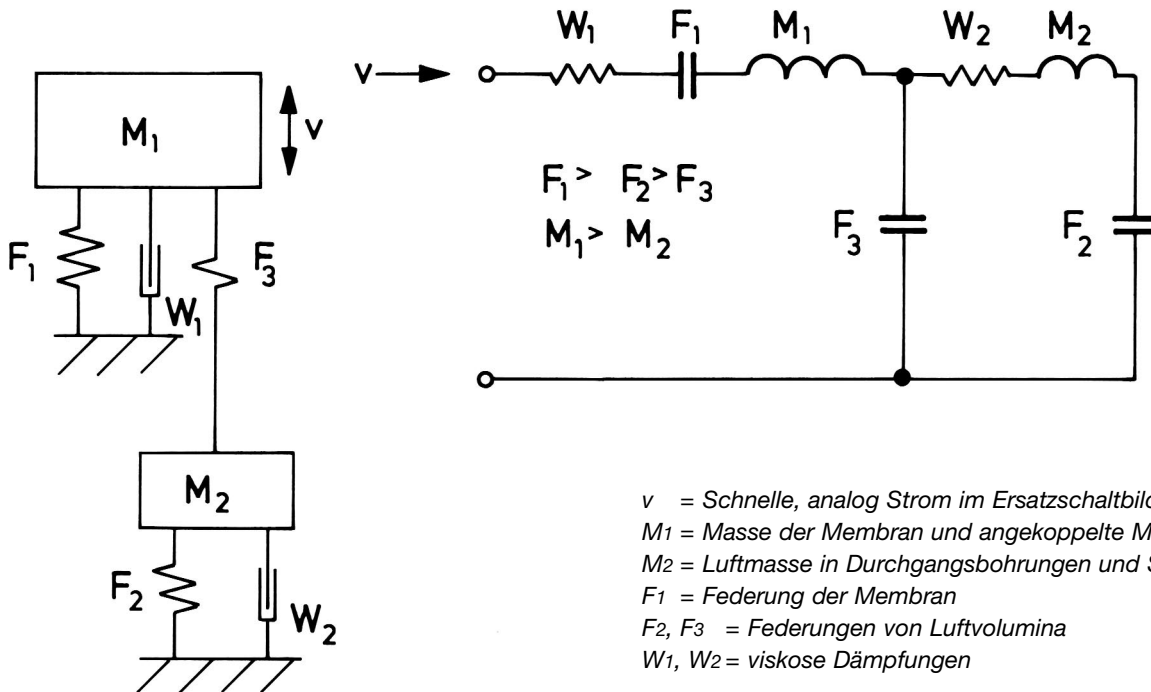 W₁ F₁ M₁ W₂ M₂
v
M₁ v
F₁ > F₂ > F₃
M₁ > M₂
F₁ W₁ F₃
F₃ F₂
M₂
F₂ W₂
v = Schnelle, analog Strom im Ersatzschaltbild
M1 = Masse der Membran und angekoppelte M
M2 = Luftmasse in Durchgangsbohrungen und S
F1 = Federung der Membran
F2, F3 = Federungen von Luftvolumina
W1, W2 = viskose Dämpfungen